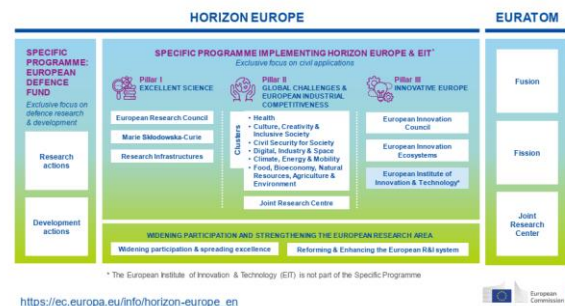 HORIZON EUROPE
EURATOM
SPECIFIC
PROGRAMME:
EUROPEAN
DEFENCE
FUND
Exclusive focus on
defence research
& development
Research
actions
Development
actions
SPECIFIC PROGRAMME IMPLEMENTING HORIZON EUROPE & EIT*
Exclusive focus on civil applications
Pillar I
EXCELLENT SCIENCE
European Research Council
Marie Skłodowska-Curie
Research Infrastructures
Pillar II
GLOBAL CHALLENGES &
EUROPEAN INDUSTRIAL
COMPETITIVENESS
Clusters
• Health
• Culture, Creativity &
Inclusive Society
• Civil Security for Society
• Digital, Industry & Space
• Climate, Energy & Mobility
• Food, Bioeconomy, Natural
Resources, Agriculture &
Environment
Joint Research Centre
Pillar III
INNOVATIVE EUROPE
European Innovation
Council
European Innovation
Ecosystems
European Institute of
Innovation & Technology*
WIDENING PARTICIPATION AND STRENGTHENING THE EUROPEAN RESEARCH AREA
Widening participation & spreading excellence
Reforming & Enhancing the European R&I system
Fusion
Fission
Joint
Research
Center
* The European Institute of Innovation & Technology (EIT) is not part of the Specific Programme
https://ec.europa.eu/info/horizon-europe_en
European
Commission